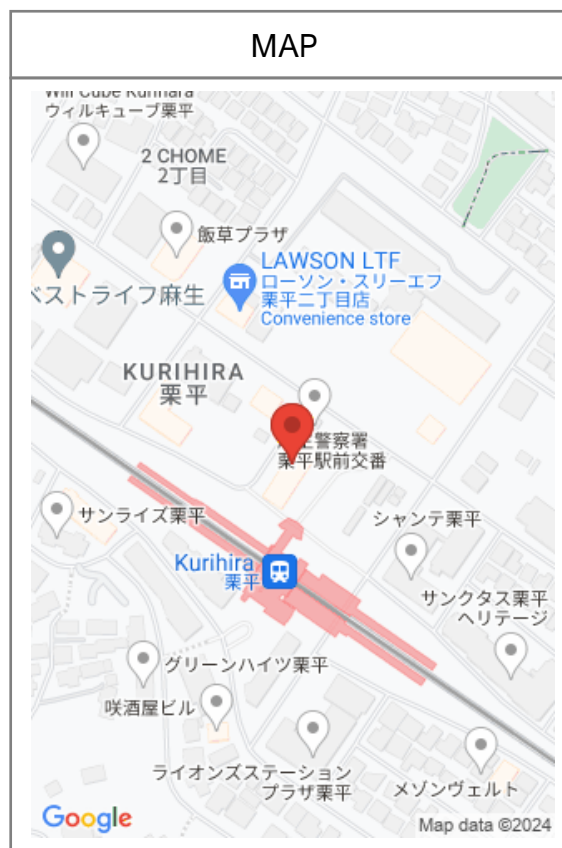 MAP
ウィルキューブ栗平
2 CHOME
2丁目
飯草プラザ
LAWSON LTF
ローソン・スリーエフ
栗平二丁目店
Convenience store
ベストライフ麻生
KURIHIRA
栗平
警察署
栗平駅前交番
サンライズ栗平
シャンテ栗平
Kurihira
栗平
サンクタス栗平
ヘリテージ
グリーンハイツ栗平
咲酒屋ビル
ライオンズステーション
プラザ栗平
メゾンヴェルト
Google
Map data ©2024